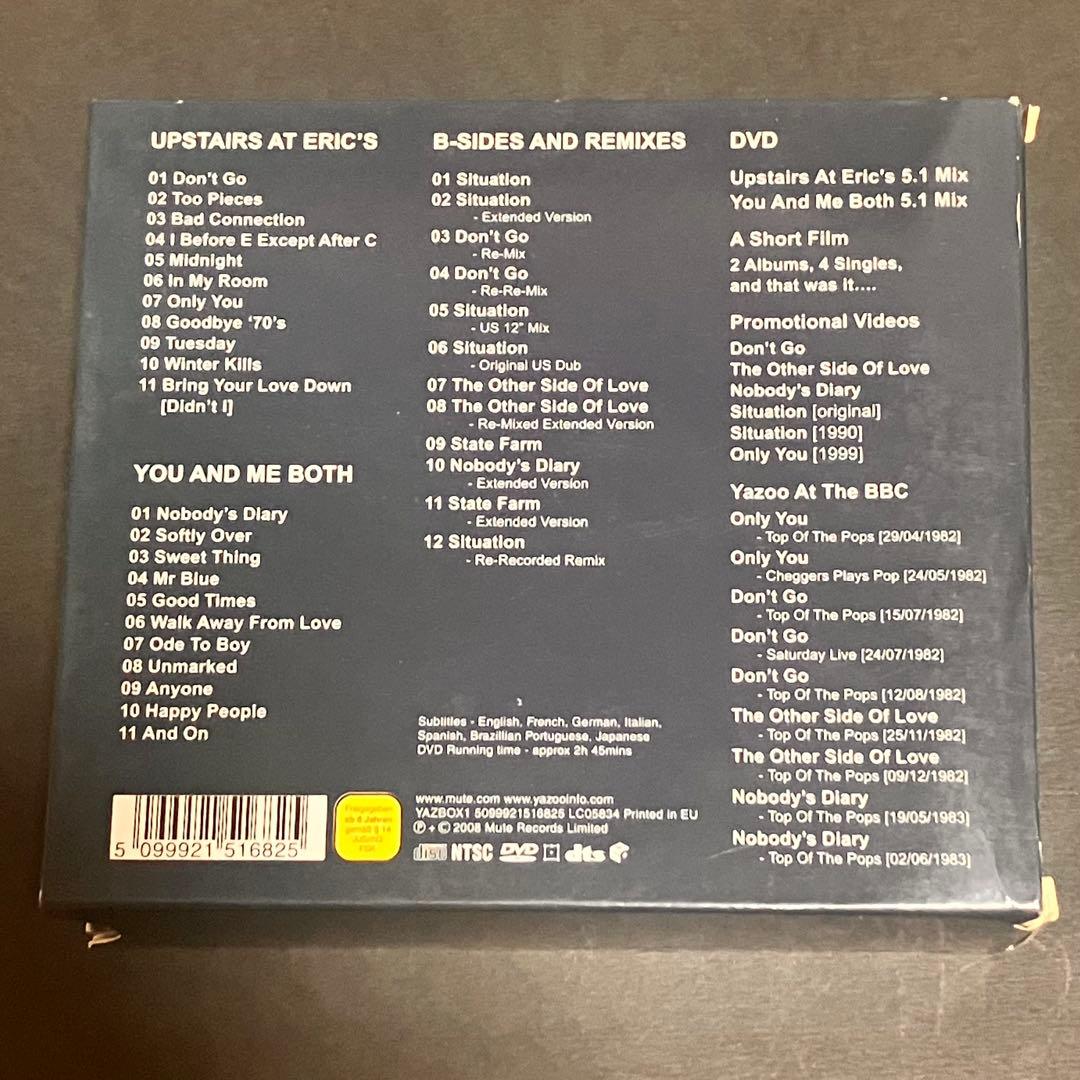 UPSTAIRS AT ERIC'S
01 Don't Go
02 Too Pieces
03 Bad Connection
04 I Before E Except After C
05 Midnight
06 In My Room
07 Only You
08 Goodbye '70's
09 Tuesday
10 Winter Kills
11 Bring Your Love Down
[Didn't I]
YOU AND ME BOTH
01 Nobody's Diary
02 Softly Over
03 Sweet Thing
04 Mr Blue
05 Good Times
06 Walk Away From Love
07 Ode To Boy
08 Unmarked
09 Anyone
10 Happy People
11 And On
B-SIDES AND REMIXES
01 Situation
02 Situation
- Extended Version
03 Don't Go
- Re-Mix
04 Don't Go
- Re-Re-Mix
05 Situation
- US 12" Mix
06 Situation
- Original US Dub
07 The Other Side Of Love
08 The Other Side Of Love
- Re-Mixed Extended Version
09 State Farm
10 Nobody's Diary
- Extended Version
11 State Farm
- Extended Version
12 Situation
- Re-Recorded Remix
Subtitles - English, French, German, Italian,
Spanish, Brazillian Portuguese, Japanese
DVD Running time - approx 2h 45mins
DVD
Upstairs At Eric's 5.1 Mix
You And Me Both 5.1 Mix
A Short Film
2 Albums, 4 Singles,
and that was it....
Promotional Videos
Don't Go
The Other Side Of Love
Nobody's Diary
Situation [original]
Situation [1990]
Only You [1999]
Yazoo At The BBC
Only You
- Top Of The Pops [29/04/1982]
Only You
- Cheggers Plays Pop [24/05/1982]
Don't Go
- Top Of The Pops [15/07/1982]
Don't Go
- Saturday Live [24/07/1982]
Don't Go
- Top Of The Pops [12/08/1982]
The Other Side Of Love
- Top Of The Pops [25/11/1982]
The Other Side Of Love
- Top Of The Pops [09/12/1982]
Nobody's Diary
- Top Of The Pops [19/05/1983]
Nobody's Diary
- Top Of The Pops [02/06/1983]
5 099921 516825
Freigegeben
ab 6 Jahren
gemäß § 14
JuSchG
FSK
www.mute.com www.yazooinfo.com
YAZBOX1 5099921516825 LC05834 Printed in EU
℗ + © 2008 Mute Records Limited
disc NTSC DVD dts